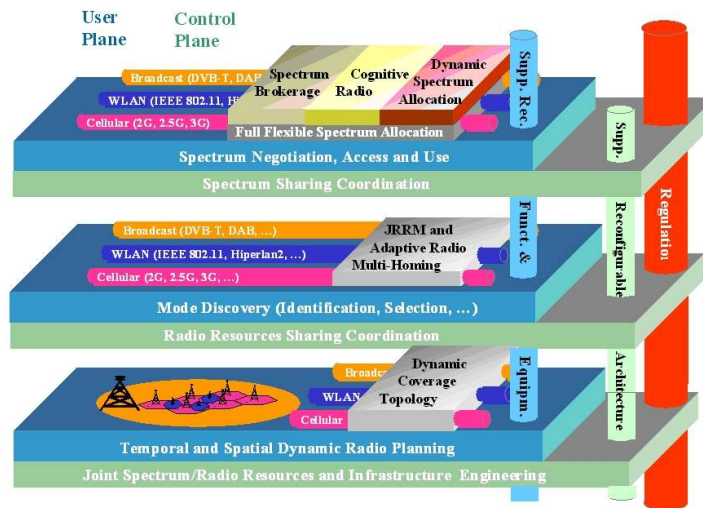 User
Plane
Control
Plane
Broadcast (DVB-T, DAB
WLAN (IEEE 802.11, Hi
Cellular (2G, 2.5G, 3G)
Spectrum
Brokerage
Cognitive
Radio
Dynamic
Spectrum
Allocation
Full Flexible Spectrum Allocation
Spectrum Negotiation, Access and Use
Spectrum Sharing Coordination
Broadcast (DVB-T, DAB, …)
WLAN (IEEE 802.11, Hiperlan2, …)
Cellular (2G, 2.5G, 3G, …)
JRRM and
Adaptive Radio
Multi-Homing
Mode Discovery (Identification, Selection, …)
Radio Resources Sharing Coordination
Broa
WLAN
Cellular
Dynamic
Coverage
Topology
Temporal and Spatial Dynamic Radio Planning
Joint Spectrum/Radio Resources and Infrastructure Engineering
Supp. Rec.
Funct. &
Equipm.
Supp.
Reconfigurable
Architecture
Regulation